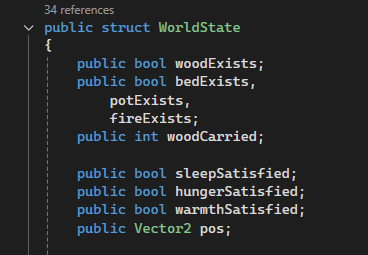 34 references
public struct WorldState
{
public bool woodExists;
public bool bedExists,
potExists,
fireExists;
public int woodCarried;
public bool sleepSatisfied;
public bool hungerSatisfied;
public bool warmthSatisfied;
public Vector2 pos;